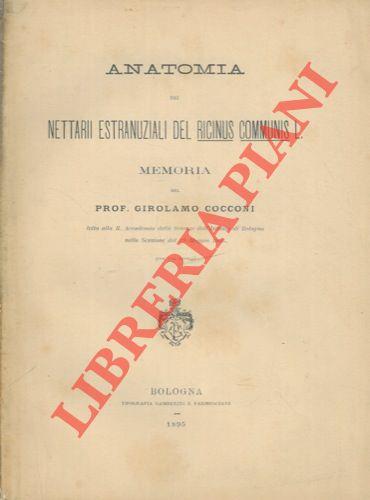 ANATOMIA
DEI
NETTARII ESTRANUZIALI DEL RICINUS COMMUNIS L.
MEMORIA
DEL
PROF. GIROLAMO COCCONI
letta alla R. Accademia delle Scienze dell'Istituto di Bologna
nella Sessione del
BOLOGNA
TIPOGRAFIA GAMBERINI E PARMEGGIANI
1895
LIBRERIA PIANI